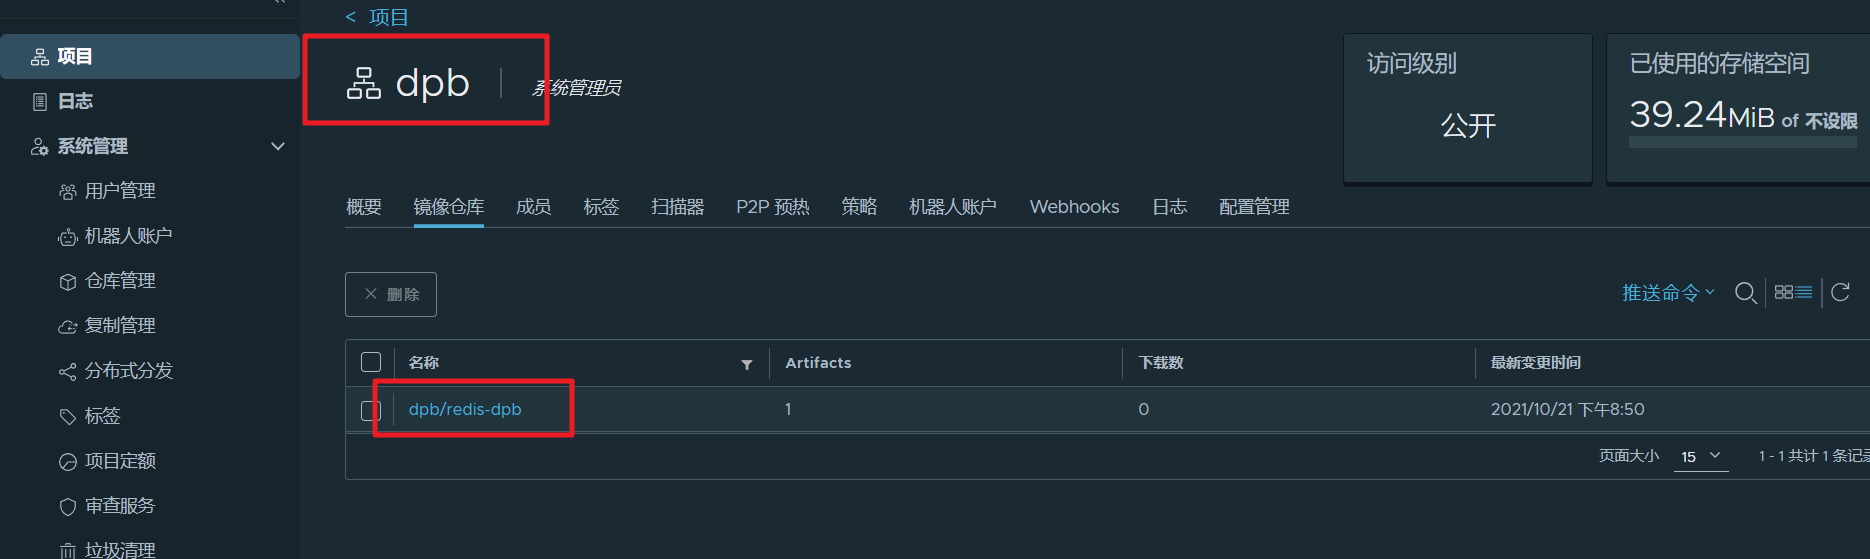 < 项目
项目
日志
系统管理
用户管理
机器人账户
仓库管理
复制管理
分布式分发
标签
项目定额
审查服务
垃圾清理
dpb
系统管理员
访问级别
公开
已使用的存储空间
39.24MiB of 不设限
概要 镜像仓库 成员 标签 扫描器 P2P 预热 策略 机器人账户 Webhooks 日志 配置管理
× 删除
推送命令
名称 Artifacts 下载数 最新变更时间
dpb/redis-dpb 1 0 2021/10/21 下午8:50
页面大小 15 1 - 1 共计 1 条记录